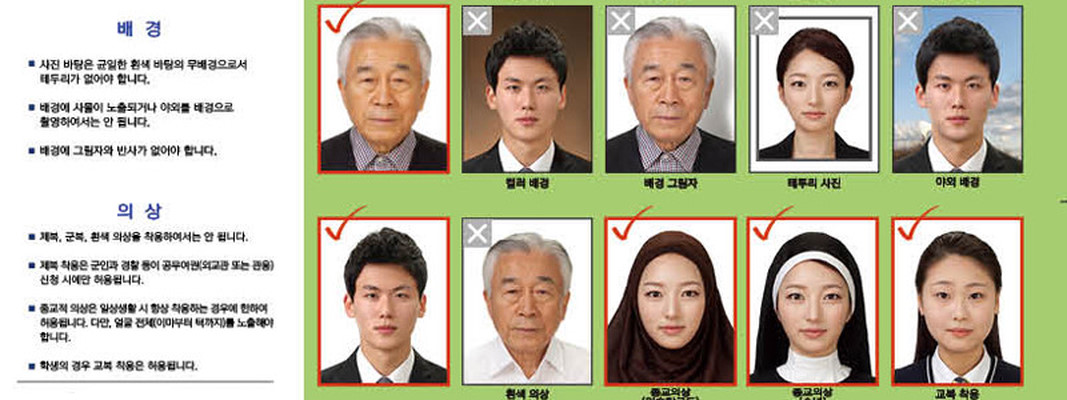 배 경
사진 바탕은 균일한 흰색 바탕의 무배경으로서
테두리가 없어야 합니다.
배경에 사물이 노출되거나 야외를 배경으로
촬영하여서는 안 됩니다.
배경에 그림자와 반사가 없어야 합니다.
컬러 배경
배경 그림자
테두리 사진
야외 배경
의 상
제복, 군복, 흰색 의상을 착용하여서는 안 됩니다.
제복 착용은 군인과 경찰 등이 공무여권(외교관 또는 관용)
신청 시에만 허용됩니다.
종교적 의상은 일상생활 시 항상 착용하는 경우에 한하여
허용됩니다. 다만, 얼굴 전체(이마부터 턱까지)를 노출해야
합니다.
학생의 경우 교복 착용은 허용됩니다.
흰색 의상
종교의상
종교의상
교복 착용